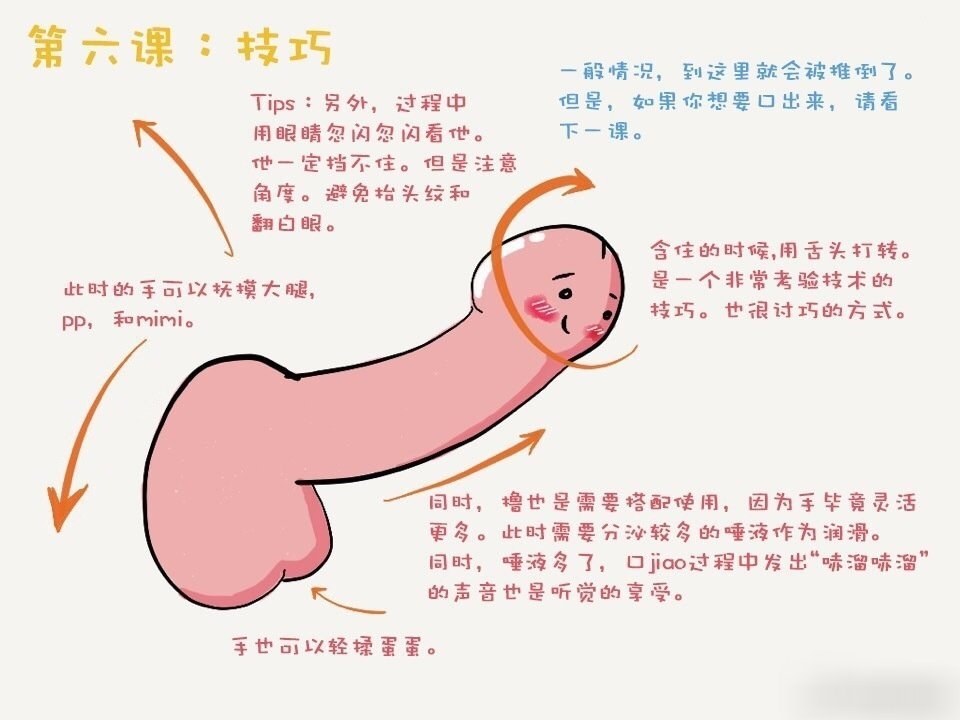 第六课：技巧
Tips：另外，过程中
用眼睛忽闪忽闪看他。
他一定挡不住。但是注意
角度。避免抬头纹和
翻白眼。
一般情况，到这里就会被推倒了。
但是，如果你想要口出来，请看
下一课。
此时的手可以抚摸大腿，
pp，和mimi。
含住的时候,用舌头打转。
是一个非常考验技术的
技巧。也很讨巧的方式。
同时，撸也是需要搭配使用，因为手毕竟灵活
更多。此时需要分泌较多的唾液作为润滑。
同时，唾液多了，口jiao过程中发出“哧溜哧溜”
的声音也是听觉的享受。
手也可以轻揉蛋蛋。